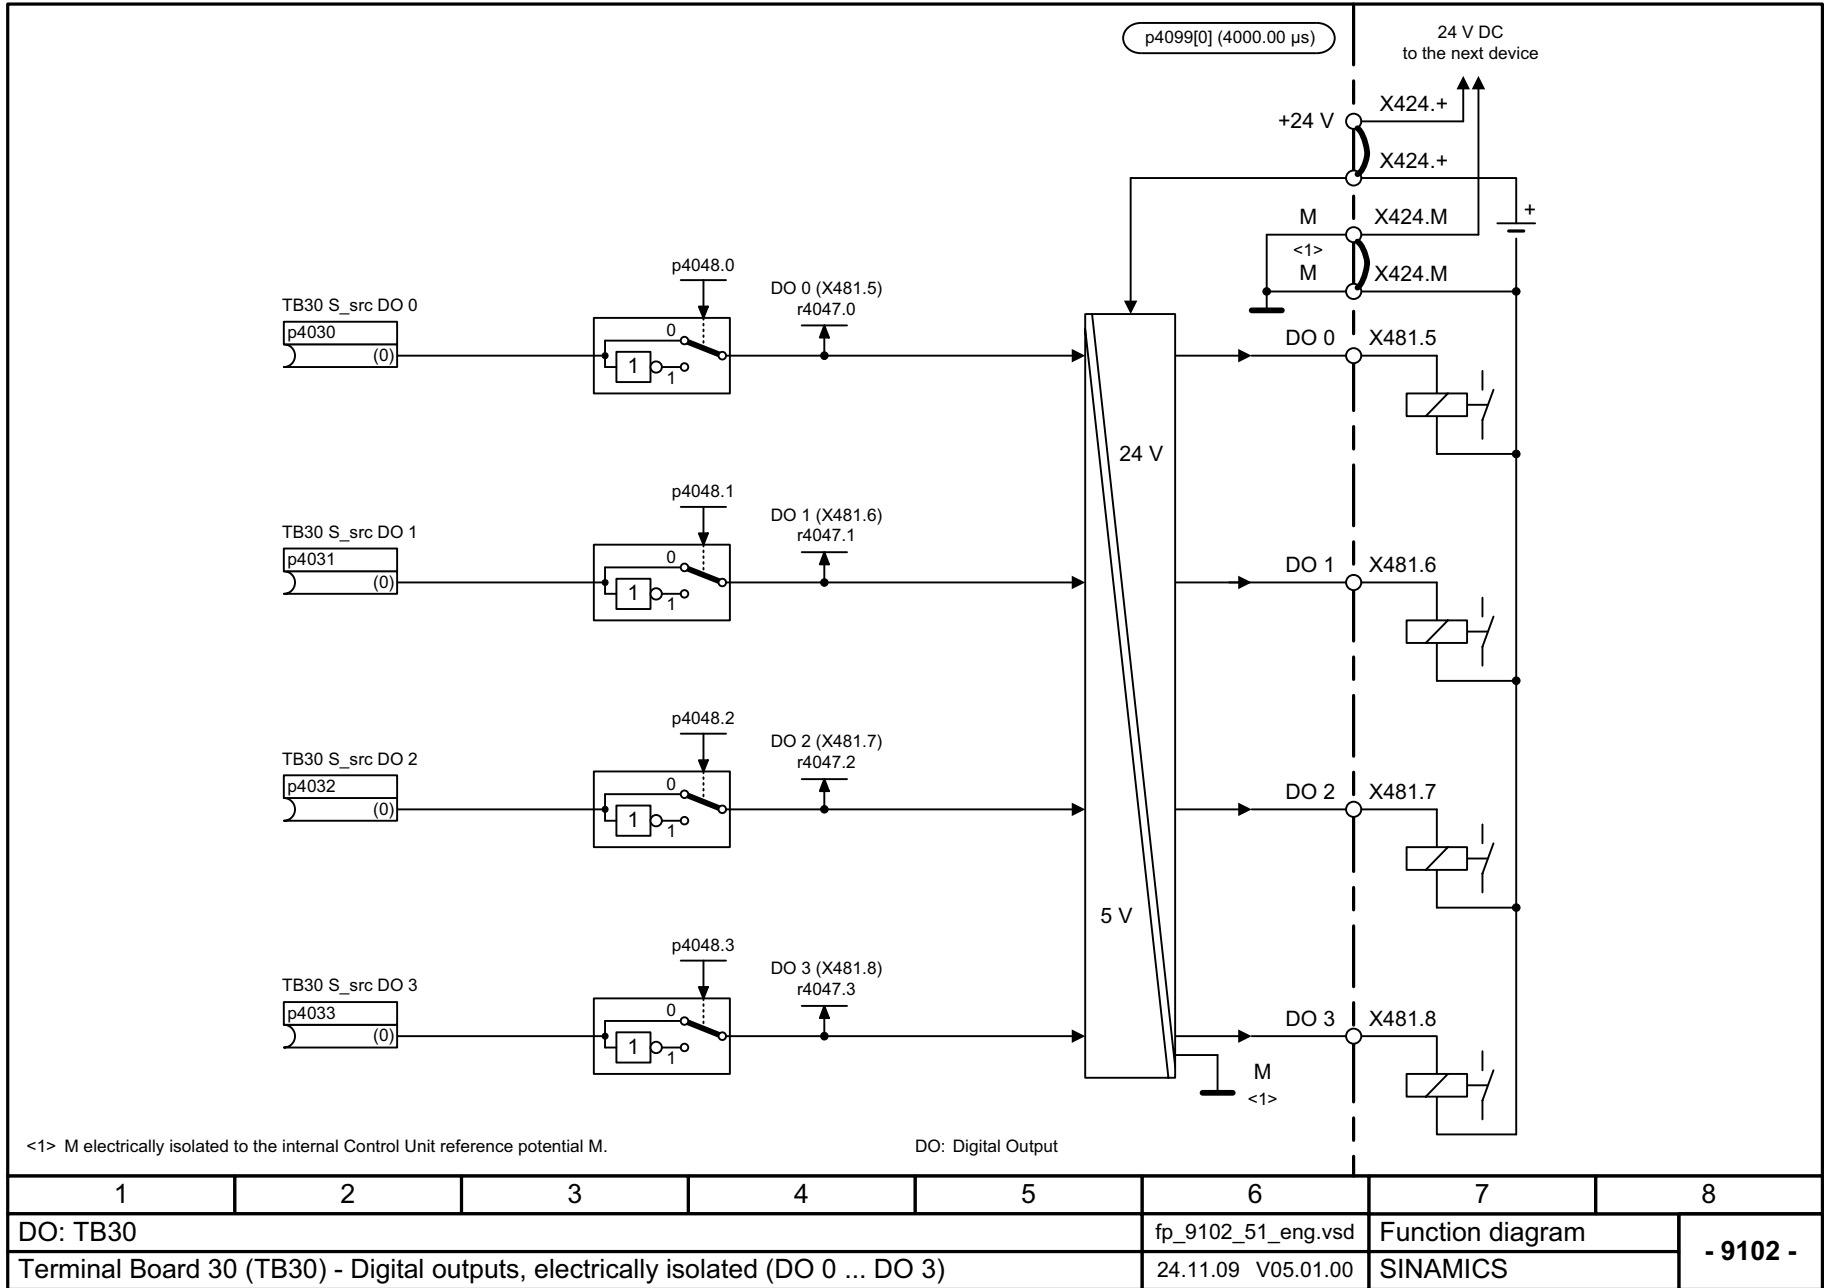 p4099[0] (4000.00 µs)
24 V DC
to the next device
+24 V
X424.+
X424.+
M
X424.M
<1>
M
X424.M
+
TB30 S_src DO 0
p4030
(0)
p4048.0
0
1
1
DO 0 (X481.5)
r4047.0
DO 0
X481.5
24 V
TB30 S_src DO 1
p4031
(0)
p4048.1
0
1
1
DO 1 (X481.6)
r4047.1
DO 1
X481.6
TB30 S_src DO 2
p4032
(0)
p4048.2
0
1
1
DO 2 (X481.7)
r4047.2
DO 2
X481.7
5 V
TB30 S_src DO 3
p4033
(0)
p4048.3
0
1
1
DO 3 (X481.8)
r4047.3
DO 3
X481.8
M
<1>
<1> M electrically isolated to the internal Control Unit reference potential M.
DO: Digital Output
1 2 3 4 5 6 7 8
DO: TB30
fp_9102_51_eng.vsd
Function diagram
- 9102 -
Terminal Board 30 (TB30) - Digital outputs, electrically isolated (DO 0 ... DO 3)
24.11.09 V05.01.00
SINAMICS